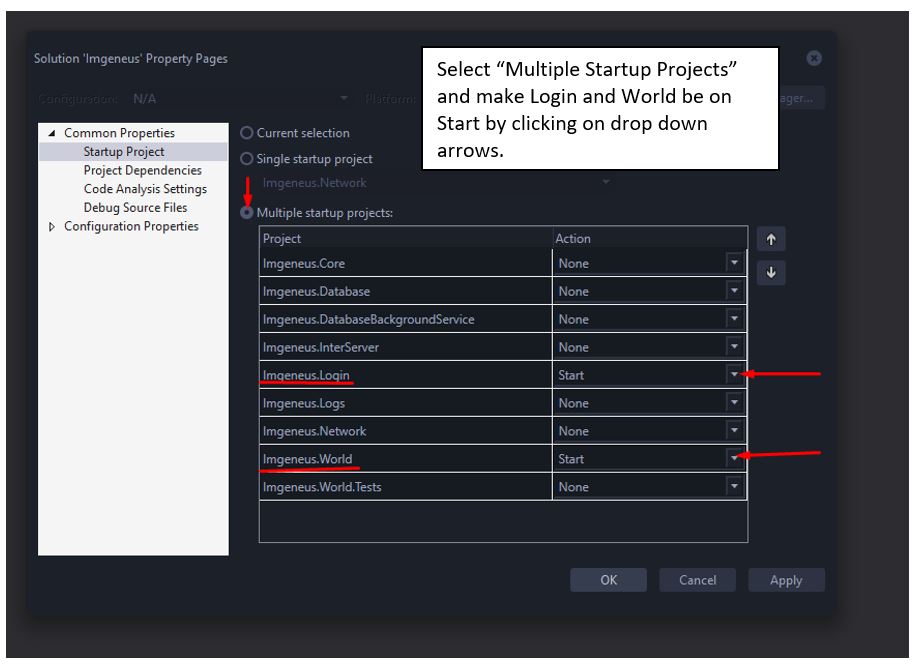 Solution 'Imgeneus' Property Pages
Select “Multiple Startup Projects”
and make Login and World be on
Start by clicking on drop down
arrows.
Configuration: N/A Platform: ager...
Common Properties
Startup Project
Project Dependencies
Code Analysis Settings
Debug Source Files
Configuration Properties
Current selection
Single startup project
Imgeneus.Network
Multiple startup projects:
Project Action
Imgeneus.Core None
Imgeneus.Database None
Imgeneus.DatabaseBackgroundService None
Imgeneus.InterServer None
Imgeneus.Login Start
Imgeneus.Logs None
Imgeneus.Network None
Imgeneus.World Start
Imgeneus.World.Tests None
OK Cancel Apply